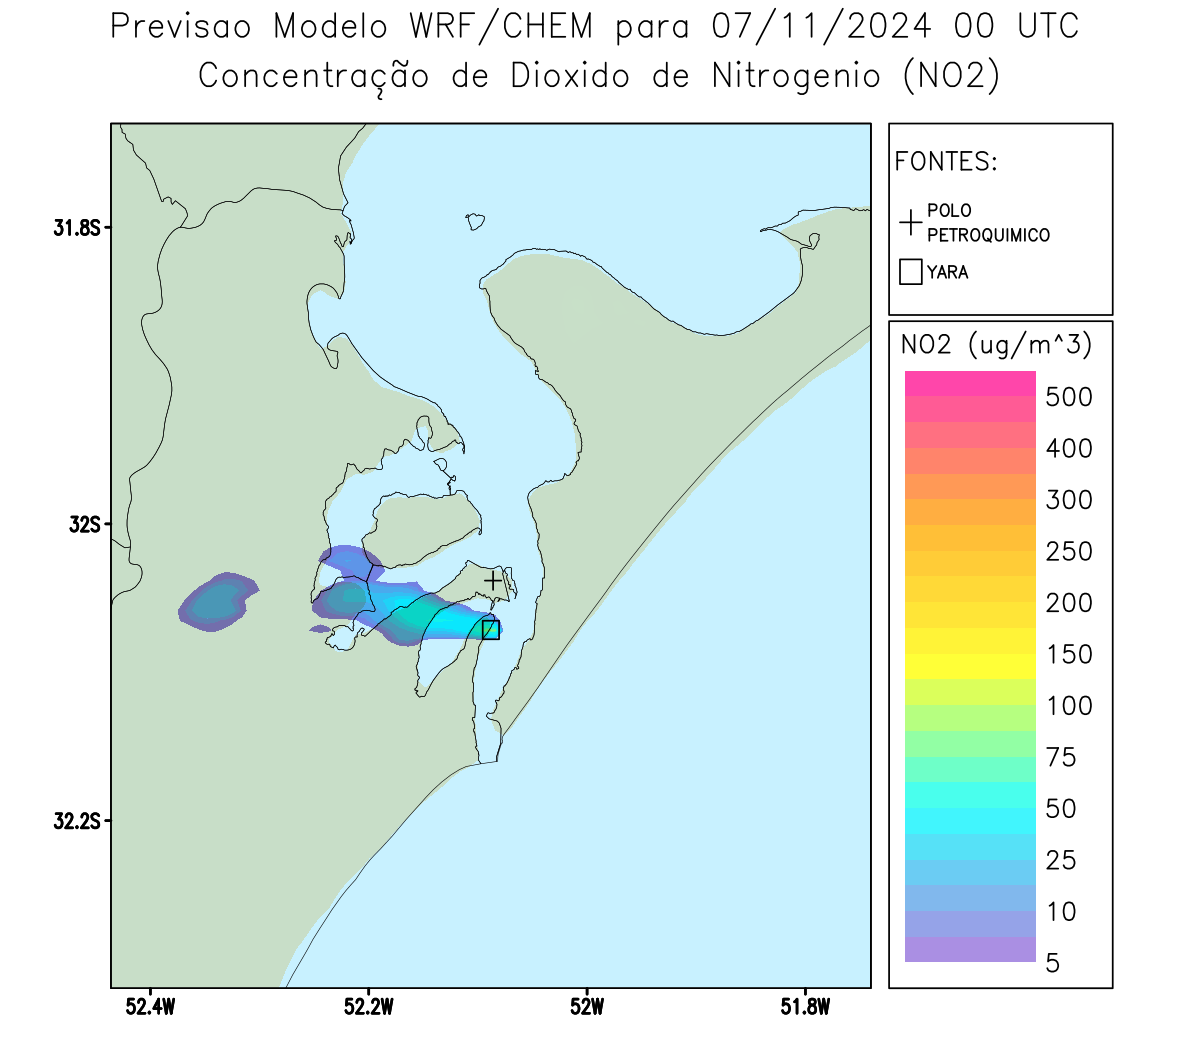 Previsao Modelo WRF/CHEM para 07/11/2024 00 UTC
Concentração de Dioxido de Nitrogenio (NO2)
FONTES:
POLO
PETROQUIMICO
YARA
NO2 (ug/m^3)
500
400
300
250
200
150
100
75
50
25
10
5
31.8S
32S
32.2S
52.4W
52.2W
52W
51.8W